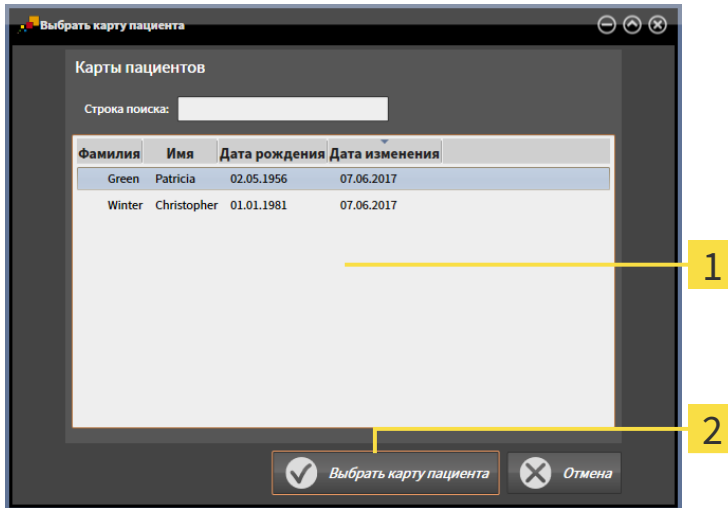 Выбрать карту пациента
Карты пациентов
Строка поиска:
Фамилия Имя Дата рождения Дата изменения
Green Patricia 02.05.1956 07.06.2017
Winter Christopher 01.01.1981 07.06.2017
1
2
Выбрать карту пациента Отмена